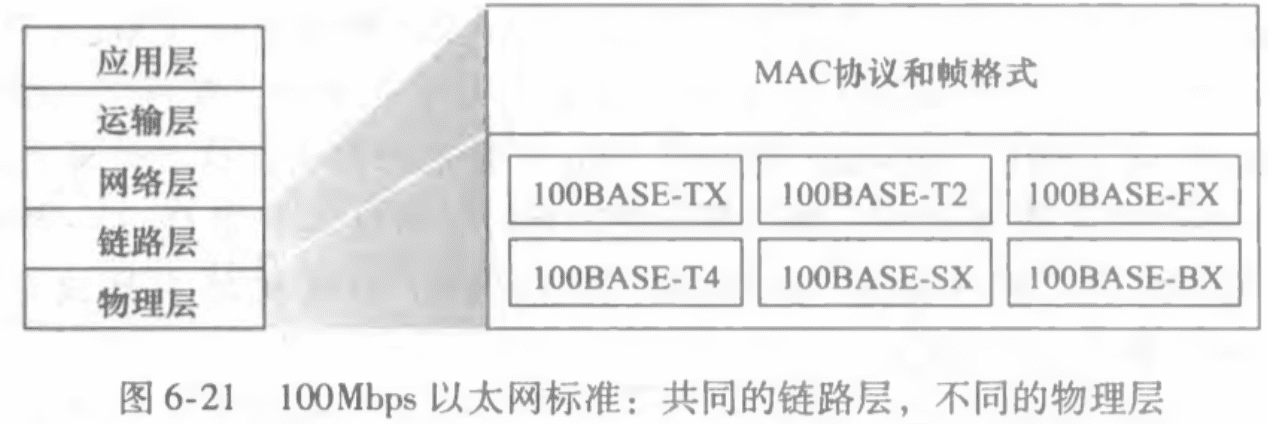 应用层
运输层
网络层
链路层
物理层
MAC协议和帧格式
100BASE-TX 100BASE-T2 100BASE-FX
100BASE-T4 100BASE-SX 100BASE-BX
图 6-21 100Mbps 以太网标准：共同的链路层，不同的物理层